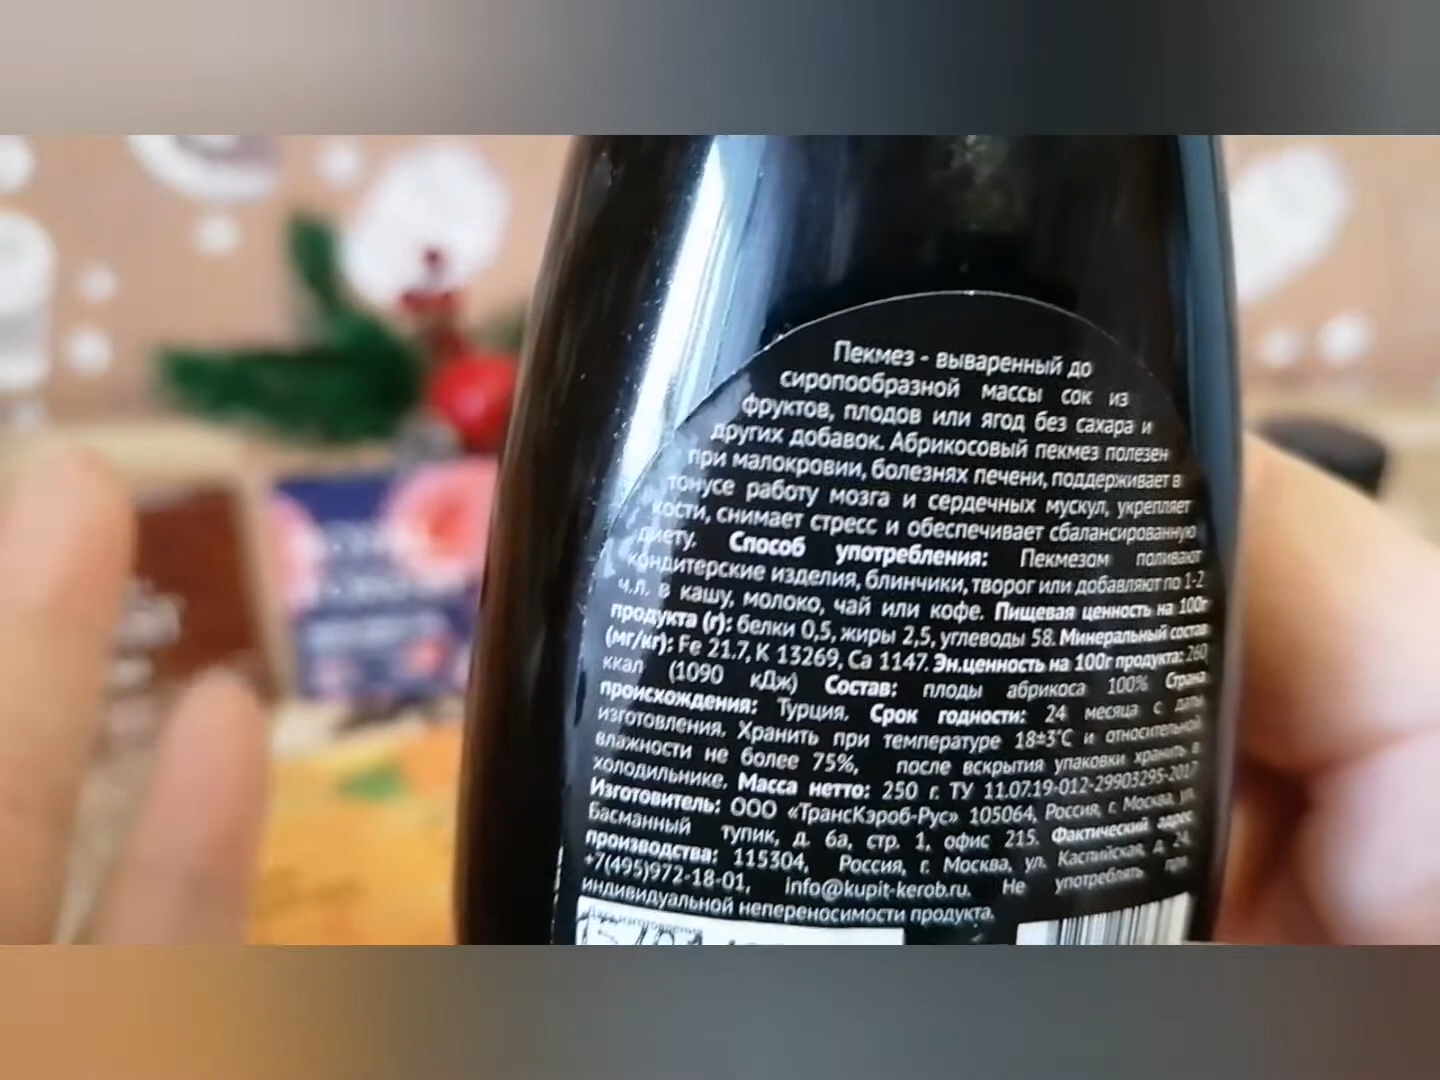 Пекмез - вываренный до
сиропообразной массы сок из
фруктов, плодов или ягод без сахара и
других добавок. Абрикосовый пекмез полезен
при малокровии, болезнях печени, поддерживает в
тонусе работу мозга и сердечных мускул, укрепляет
кости, снимает стресс и обеспечивает сбалансированную
диету. Способ употребления: Пекмезом поливают
кондитерские изделия, блинчики, творог или добавляют по 1-2
ч.л. в кашу, молоко, чай или кофе. Пищевая ценность на 100г
продукта (г): белки 0,5, жиры 2,5, углеводы 58. Минеральный состав
(мг/кг): Fe 21.7, K 13269, Ca 1147. Эн.ценность на 100г продукта: 260
ккал (1090 кДж) Состав: плоды абрикоса 100% Страна
происхождения: Турция. Срок годности: 24 месяца с даты
изготовления. Хранить при температуре 18±3°С и относительной
влажности не более 75%, после вскрытия упаковки хранить в
холодильнике. Масса нетто: 250 г. ТУ 11.07.19-012-29903295-2017
Изготовитель: ООО «ТрансКэроб-Рус» 105064, Россия, г. Москва, ул.
Басманный тупик, д. 6а, стр. 1, офис 215. Фактический адрес
производства: 115304, Россия, г. Москва, ул. Каспийская, д. 24,
+7(495)972-18-01, info@kupit-kerob.ru. Не употреблять при
индивидуальной непереносимости продукта.
Дата изготовления